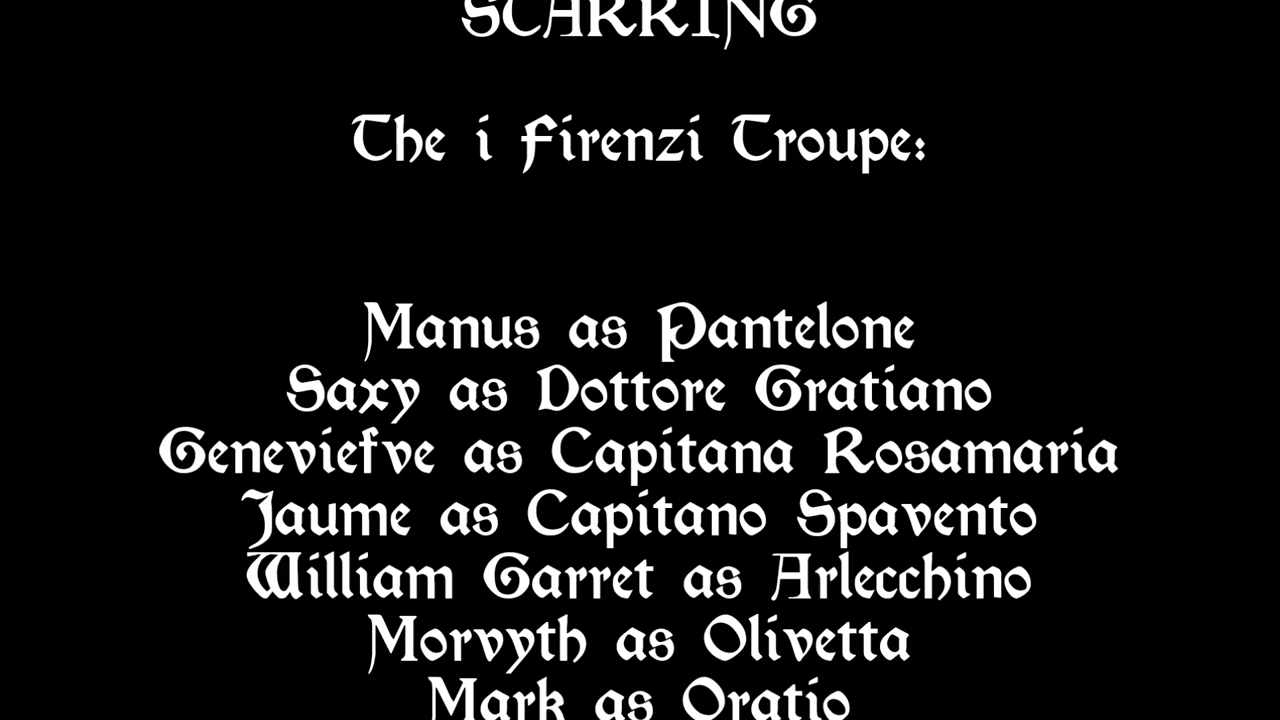 STARRING
The i Firenzi Troupe:
Manus as Pantelone
Saxy as Dottore Gratiano
Geneviefve as Capitana Rosamaria
Jaume as Capitano Spavento
William Garret as Arlecchino
Morvyth as Olivetta
Mark as Oratio